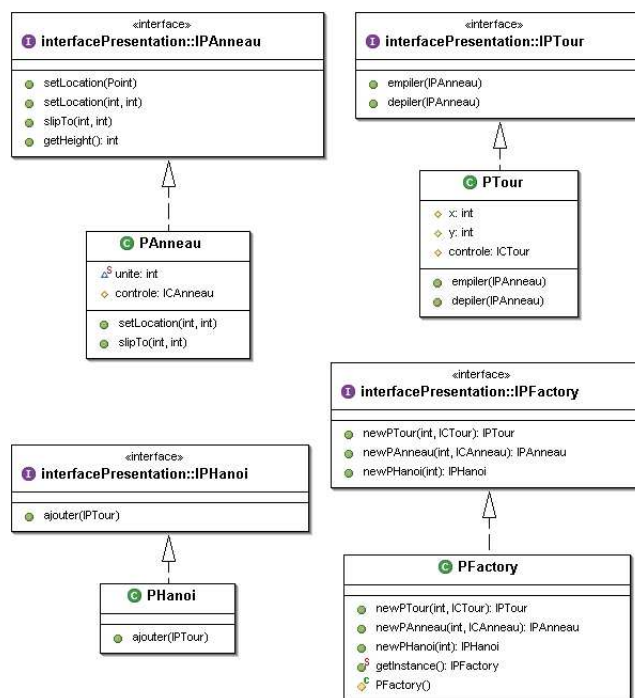 «interface»
interfacePresentation::IPAnneau
setLocation(Point)
setLocation(int, int)
slipTo(int, int)
getHeight(): int
PAnneau
unite: int
controle: ICAnneau
setLocation(int, int)
slipTo(int, int)
«interface»
interfacePresentation::IPTour
empiler(IPAnneau)
depiler(IPAnneau)
PTour
x: int
y: int
controle: ICTour
empiler(IPAnneau)
depiler(IPAnneau)
«interface»
interfacePresentation::IPHanoi
ajouter(IPTour)
PHanoi
ajouter(IPTour)
«interface»
interfacePresentation::IPFactory
newPTour(int, ICTour): IPTour
newPAnneau(int, ICAnneau): IPAnneau
newPHanoi(int): IPHanoi
PFactory
newPTour(int, ICTour): IPTour
newPAnneau(int, ICAnneau): IPAnneau
newPHanoi(int): IPHanoi
getInstance(): IPFactory
PFactory()